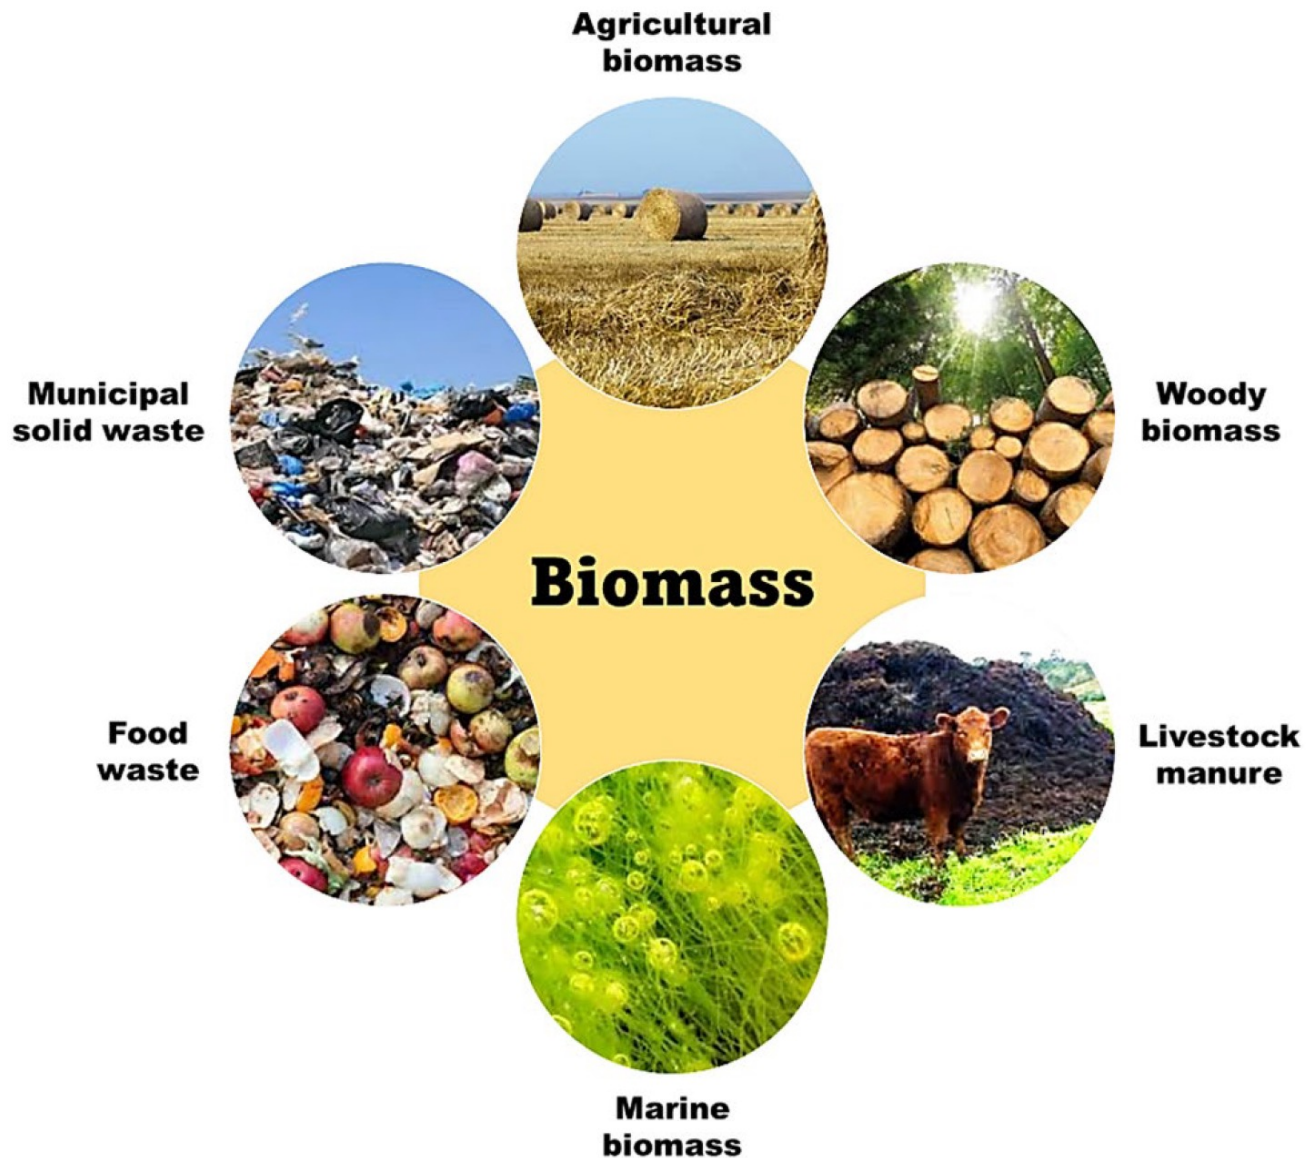 Agricultural
biomass
Municipal
solid waste
Woody
biomass
Biomass
Food
waste
Livestock
manure
Marine
biomass